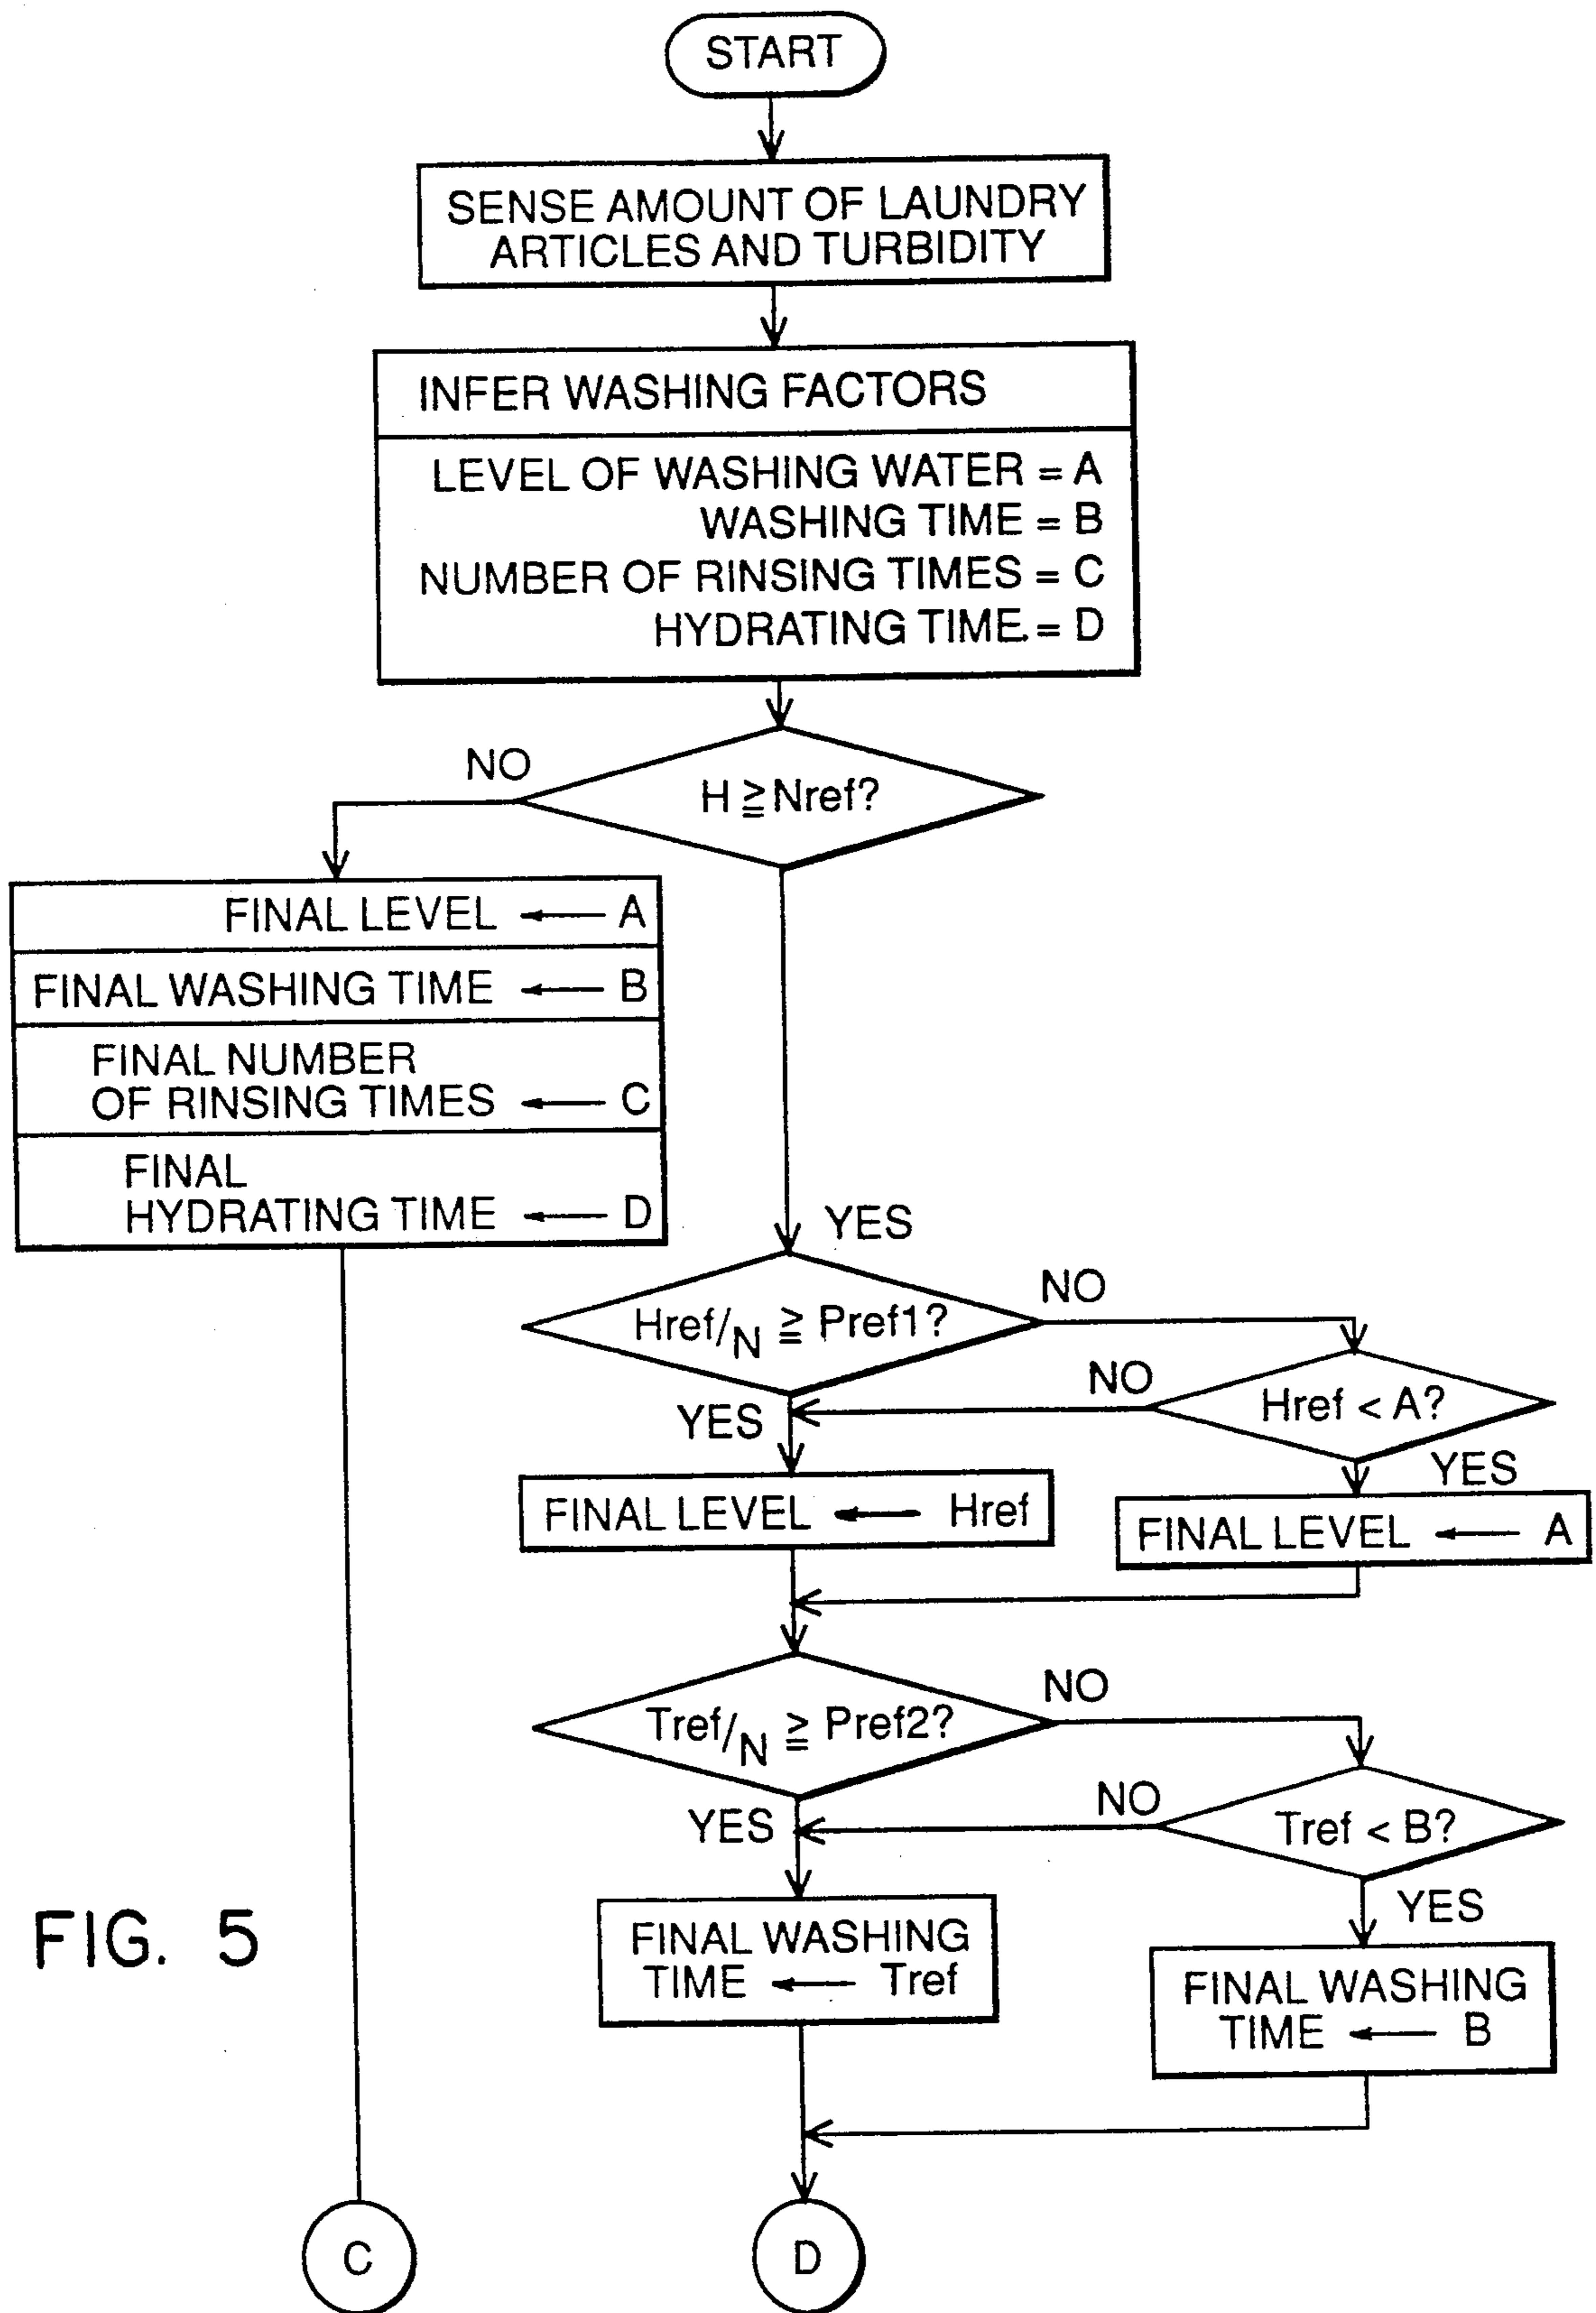 START
SENSE AMOUNT OF LAUNDRY
ARTICLES AND TURBIDITY
INFER WASHING FACTORS
LEVEL OF WASHING WATER = A
WASHING TIME = B
NUMBER OF RINSING TIMES = C
HYDRATING TIME. = D
H ≧ Nref?
NO
FINAL LEVEL ← A
FINAL WASHING TIME ← B
FINAL NUMBER
OF RINSING TIMES ← C
FINAL
HYDRATING TIME ← D
YES
Href/N ≧ Pref1?
NO
Href < A?
NO
YES
YES
FINAL LEVEL ← Href
FINAL LEVEL ← A
Tref/N ≧ Pref2?
NO
Tref < B?
NO
YES
YES
FINAL WASHING
TIME ← Tref
FINAL WASHING
TIME ← B
FIG. 5
C
D